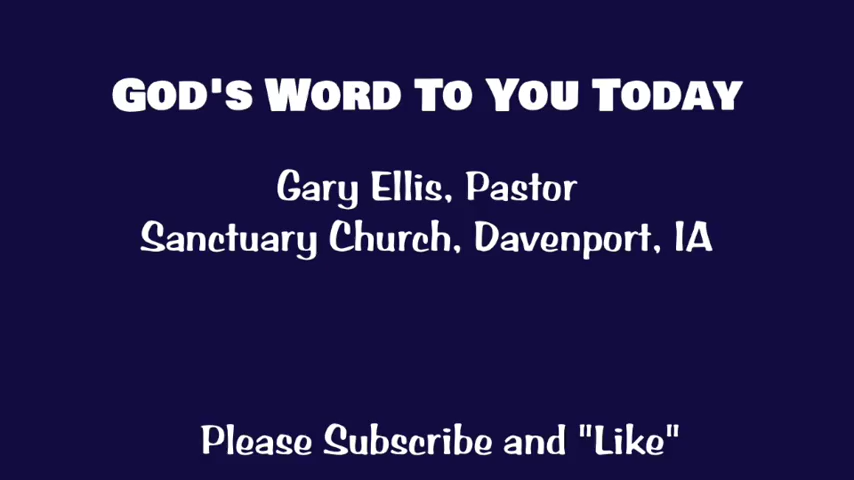 GOD'S WORD TO YOU TODAY
Gary Ellis, Pastor
Sanctuary Church, Davenport, IA
Please Subscribe and "Like"